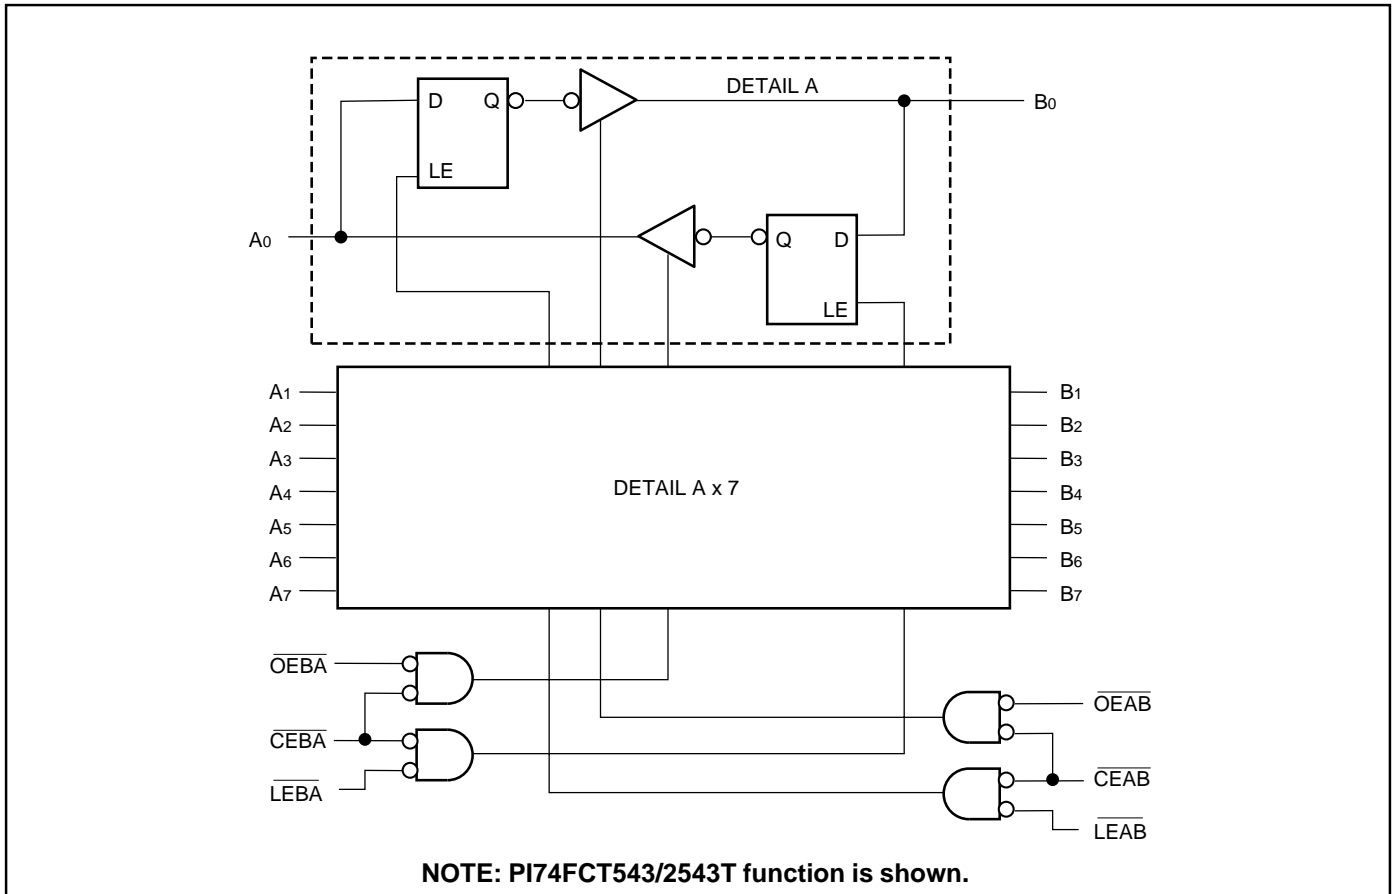 DETAIL A
D Q
B0
LE
A0
Q D
LE
A1
A2
A3
A4
A5
A6
A7
DETAIL A x 7
B1
B2
B3
B4
B5
B6
B7
OEBA
CEBA
LEBA
OEAB
CEAB
LEAB
NOTE: PI74FCT543/2543T function is shown.